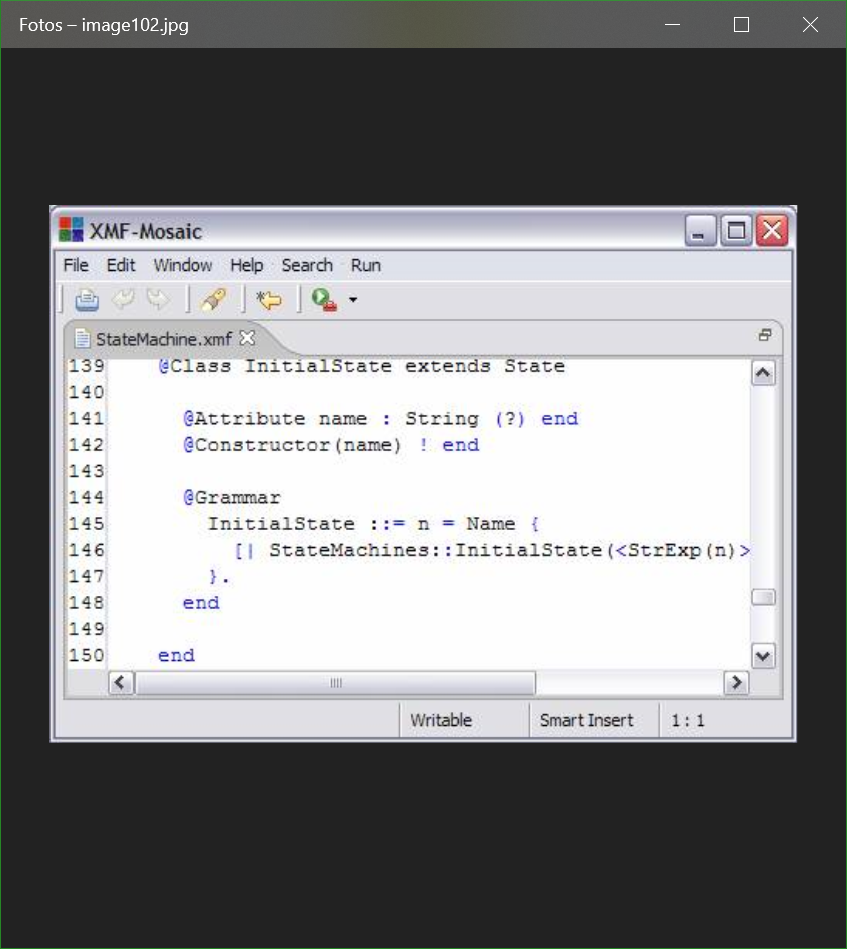 Fotos – image102.jpg
XMF-Mosaic
File Edit Window Help Search Run
StateMachine.xmf
139 @Class InitialState extends State
140
141 @Attribute name : String (?) end
142 @Constructor(name) ! end
143
144 @Grammar
145 InitialState ::= n = Name {
146 [| StateMachines::InitialState(<StrExp(n)>
147 }.
148 end
149
150 end
Writable Smart Insert 1 : 1